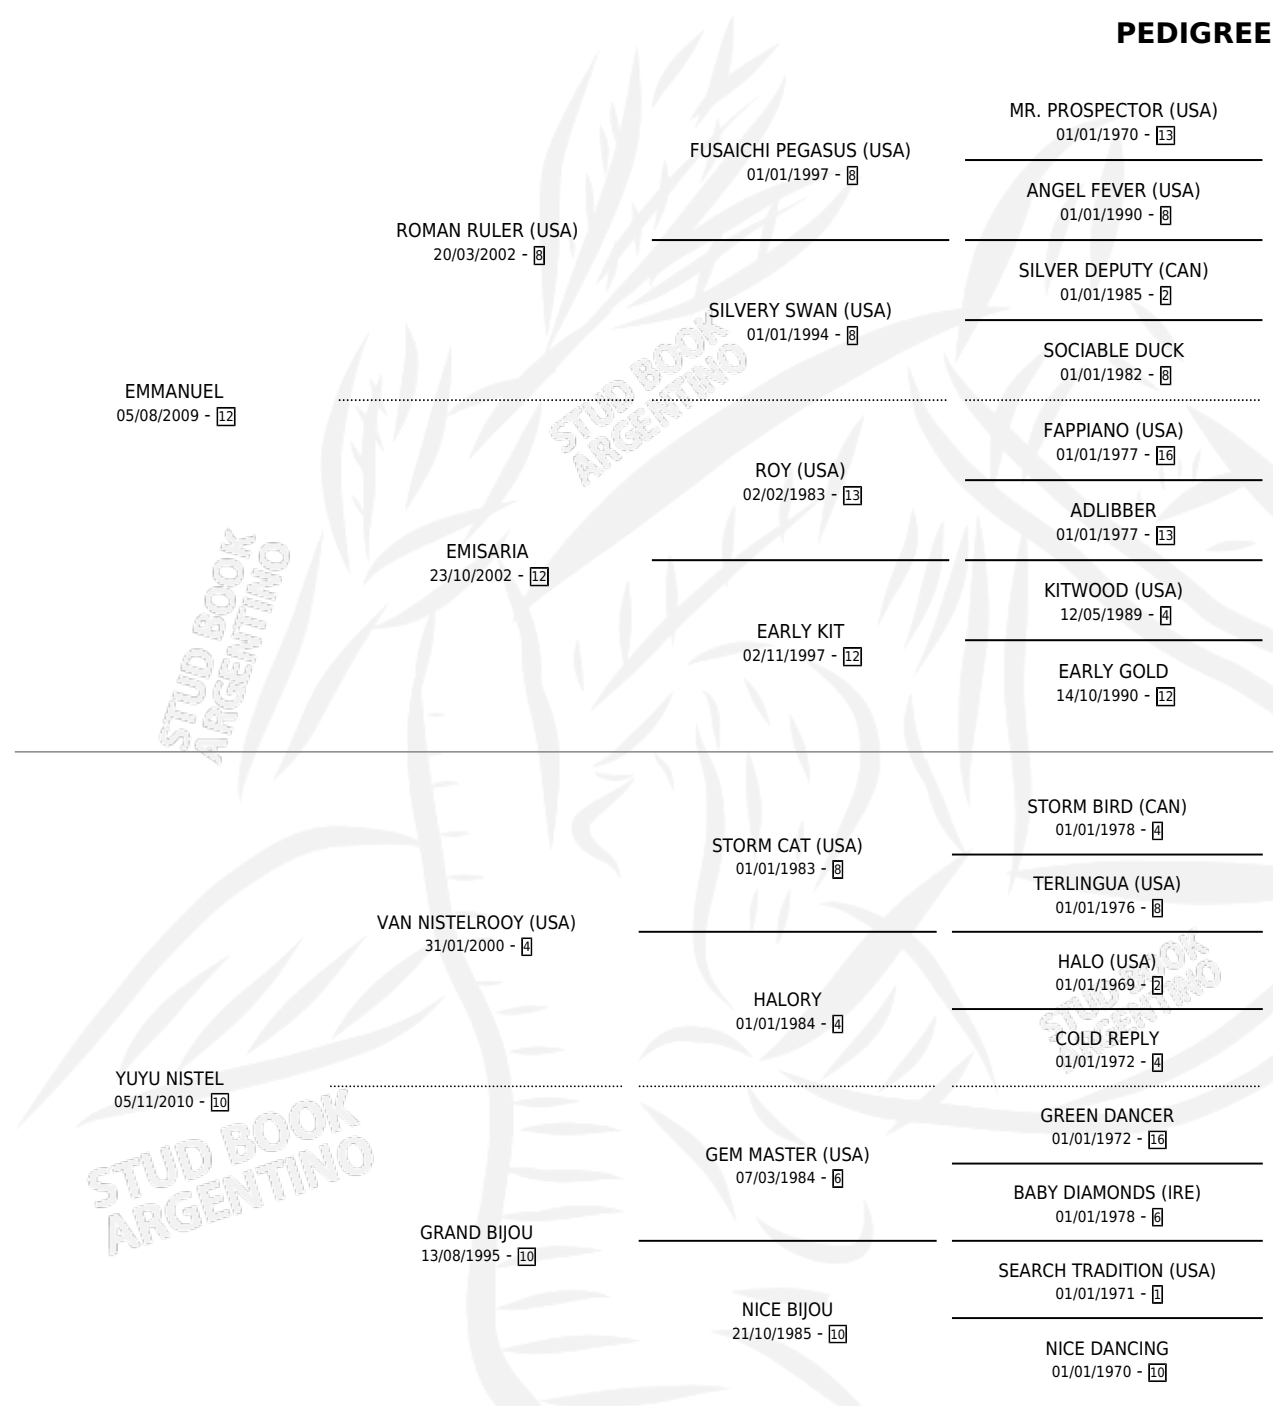 PEDIGREE
MR. PROSPECTOR (USA)
01/01/1970 - 13
FUSAICHI PEGASUS (USA)
01/01/1997 - 8
ANGEL FEVER (USA)
01/01/1990 - 8
ROMAN RULER (USA)
20/03/2002 - 8
SILVER DEPUTY (CAN)
01/01/1985 - 2
SILVERY SWAN (USA)
01/01/1994 - 8
SOCIABLE DUCK
01/01/1982 - 8
EMMANUEL
05/08/2009 - 12
FAPPIANO (USA)
01/01/1977 - 16
ROY (USA)
02/02/1983 - 13
ADLIBBER
01/01/1977 - 13
EMISARIA
23/10/2002 - 12
KITWOOD (USA)
12/05/1989 - 4
EARLY KIT
02/11/1997 - 12
EARLY GOLD
14/10/1990 - 12
STORM BIRD (CAN)
01/01/1978 - 4
STORM CAT (USA)
01/01/1983 - 8
TERLINGUA (USA)
01/01/1976 - 8
VAN NISTELROOY (USA)
31/01/2000 - 4
HALO (USA)
01/01/1969 - 2
HALORY
01/01/1984 - 4
COLD REPLY
01/01/1972 - 4
YUYU NISTEL
05/11/2010 - 10
GREEN DANCER
01/01/1972 - 16
GEM MASTER (USA)
07/03/1984 - 6
BABY DIAMONDS (IRE)
01/01/1978 - 6
GRAND BIJOU
13/08/1995 - 10
SEARCH TRADITION (USA)
01/01/1971 - 1
NICE BIJOU
21/10/1985 - 10
NICE DANCING
01/01/1970 - 10
STUD BOOK
ARGENTINO
STUD BOOK
ARGENTINO
STUD BOOK
ARGENTINO
STUD BOOK
ARGENTINO